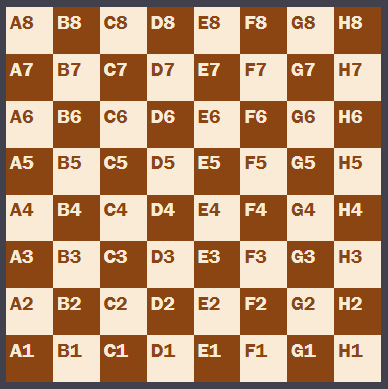 A8 B8 C8 D8 E8 F8 G8 H8
A7 B7 C7 D7 E7 F7 G7 H7
A6 B6 C6 D6 E6 F6 G6 H6
A5 B5 C5 D5 E5 F5 G5 H5
A4 B4 C4 D4 E4 F4 G4 H4
A3 B3 C3 D3 E3 F3 G3 H3
A2 B2 C2 D2 E2 F2 G2 H2
A1 B1 C1 D1 E1 F1 G1 H1